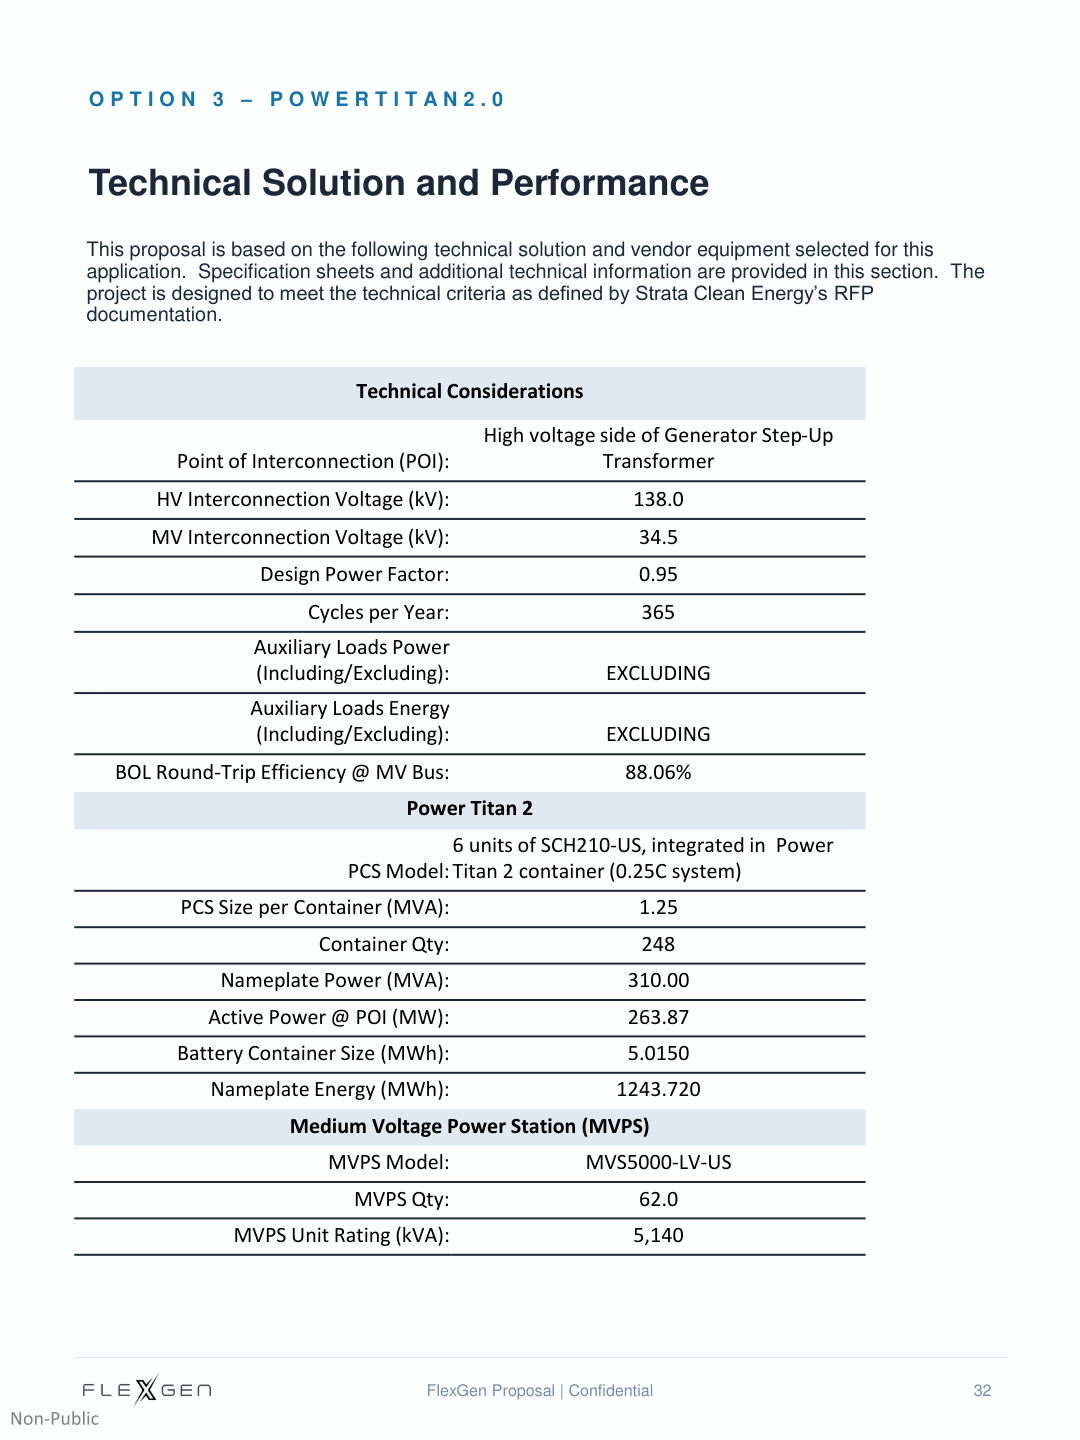 OPTION 3 – POWERTITAN2.0
Technical Solution and Performance
This proposal is based on the following technical solution and vendor equipment selected for this
application.  Specification sheets and additional technical information are provided in this section.  The
project is designed to meet the technical criteria as defined by Strata Clean Energy’s RFP
documentation.
Technical Considerations
High voltage side of Generator Step-Up
Point of Interconnection (POI): Transformer
HV Interconnection Voltage (kV): 138.0
MV Interconnection Voltage (kV): 34.5
Design Power Factor: 0.95
Cycles per Year: 365
Auxiliary Loads Power
(Including/Excluding): EXCLUDING
Auxiliary Loads Energy
(Including/Excluding): EXCLUDING
BOL Round-Trip Efficiency @ MV Bus: 88.06%
Power Titan 2
6 units of SCH210-US, integrated in  Power
PCS Model: Titan 2 container (0.25C system)
PCS Size per Container (MVA): 1.25
Container Qty: 248
Nameplate Power (MVA): 310.00
Active Power @ POI (MW): 263.87
Battery Container Size (MWh): 5.0150
Nameplate Energy (MWh): 1243.720
Medium Voltage Power Station (MVPS)
MVPS Model: MVS5000-LV-US
MVPS Qty: 62.0
MVPS Unit Rating (kVA): 5,140
FLEXGEN FlexGen Proposal | Confidential 32
Non-Public